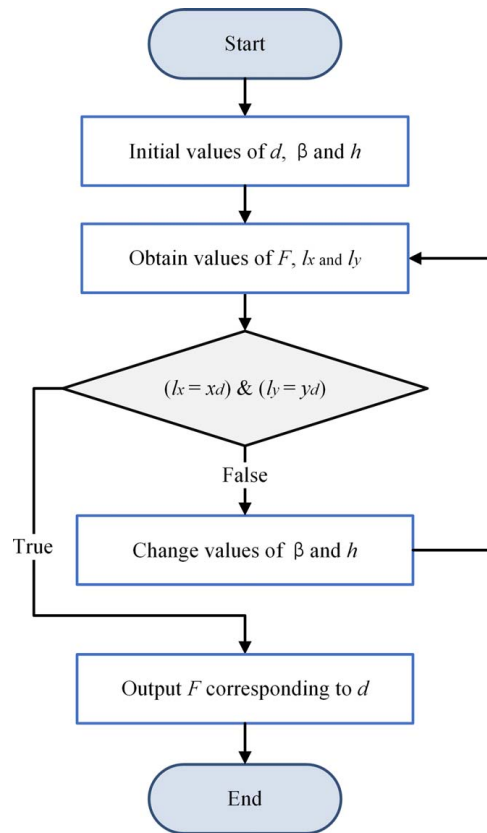 Start
Initial values of d, β and h
Obtain values of F, lx and ly
(lx = xd) & (ly = yd)
False
True
Change values of β and h
Output F corresponding to d
End